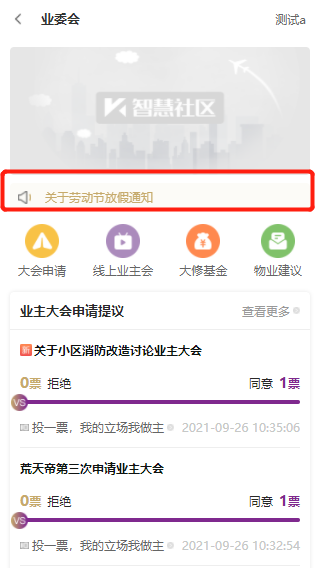 业委会 测试a
智慧社区
关于劳动节放假通知
大会申请 线上业主会 大修基金 物业建议
业主大会申请提议 查看更多
新 关于小区消防改造讨论业主大会
0票 拒绝 同意 1票
VS
投一票，我的立场我做主 2021-09-26 10:35:06
荒天帝第三次申请业主大会
0票 拒绝 同意 1票
VS
投一票，我的立场我做主 2021-09-26 10:32:54